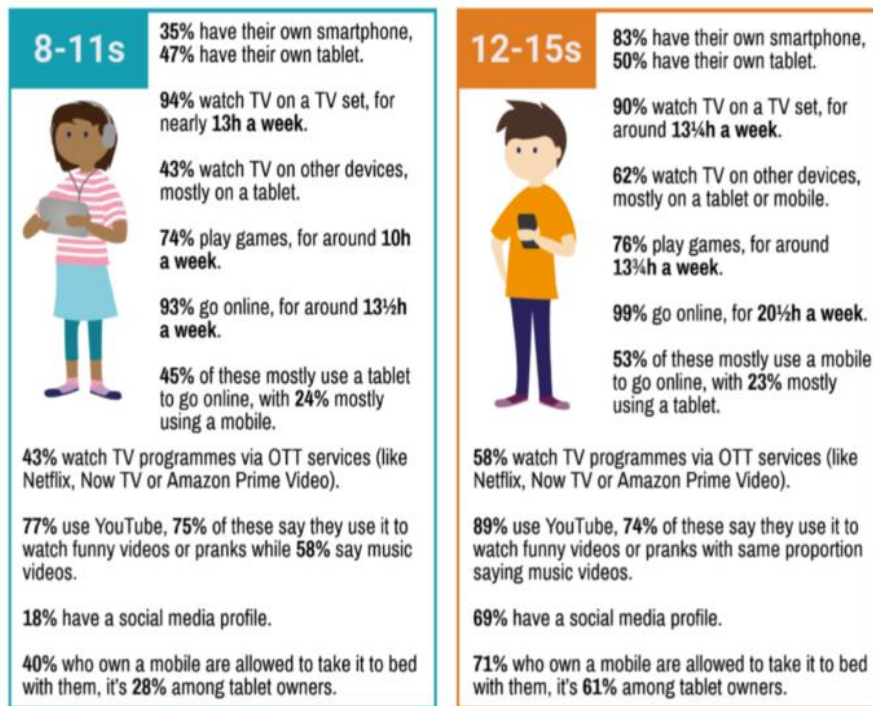 8-11s
35% have their own smartphone,
47% have their own tablet.
94% watch TV on a TV set, for
nearly 13h a week.
43% watch TV on other devices,
mostly on a tablet.
74% play games, for around 10h
a week.
93% go online, for around 13½h
a week.
45% of these mostly use a tablet
to go online, with 24% mostly
using a mobile.
43% watch TV programmes via OTT services (like
Netflix, Now TV or Amazon Prime Video).
77% use YouTube, 75% of these say they use it to
watch funny videos or pranks while 58% say music
videos.
18% have a social media profile.
40% who own a mobile are allowed to take it to bed
with them, it's 28% among tablet owners.
12-15s
83% have their own smartphone,
50% have their own tablet.
90% watch TV on a TV set, for
around 13¼h a week.
62% watch TV on other devices,
mostly on a tablet or mobile.
76% play games, for around
13¾h a week.
99% go online, for 20½h a week.
53% of these mostly use a mobile
to go online, with 23% mostly
using a tablet.
58% watch TV programmes via OTT services (like
Netflix, Now TV or Amazon Prime Video).
89% use YouTube, 74% of these say they use it to
watch funny videos or pranks with same proportion
saying music videos.
69% have a social media profile.
71% who own a mobile are allowed to take it to bed
with them, it's 61% among tablet owners.